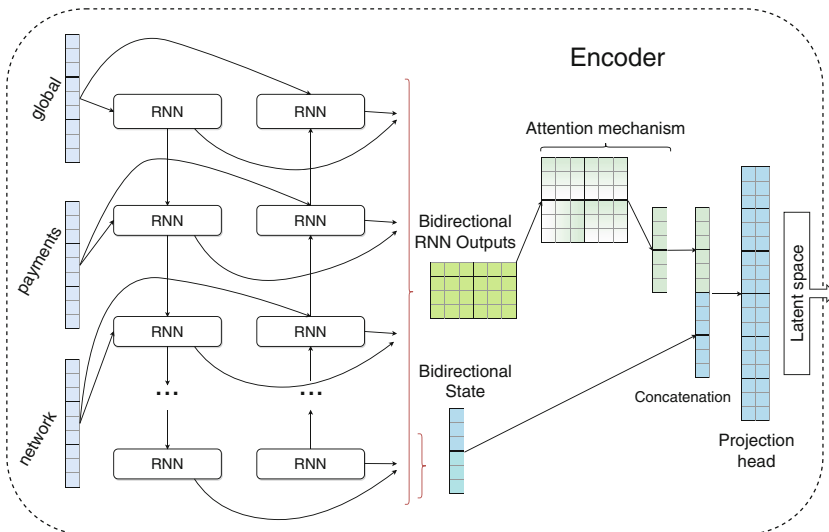 Encoder
global
payments
network
RNN
RNN
RNN
RNN
RNN
RNN
...
...
RNN
RNN
Bidirectional
RNN Outputs
Bidirectional
State
Attention mechanism
Concatenation
Projection
head
Latent space